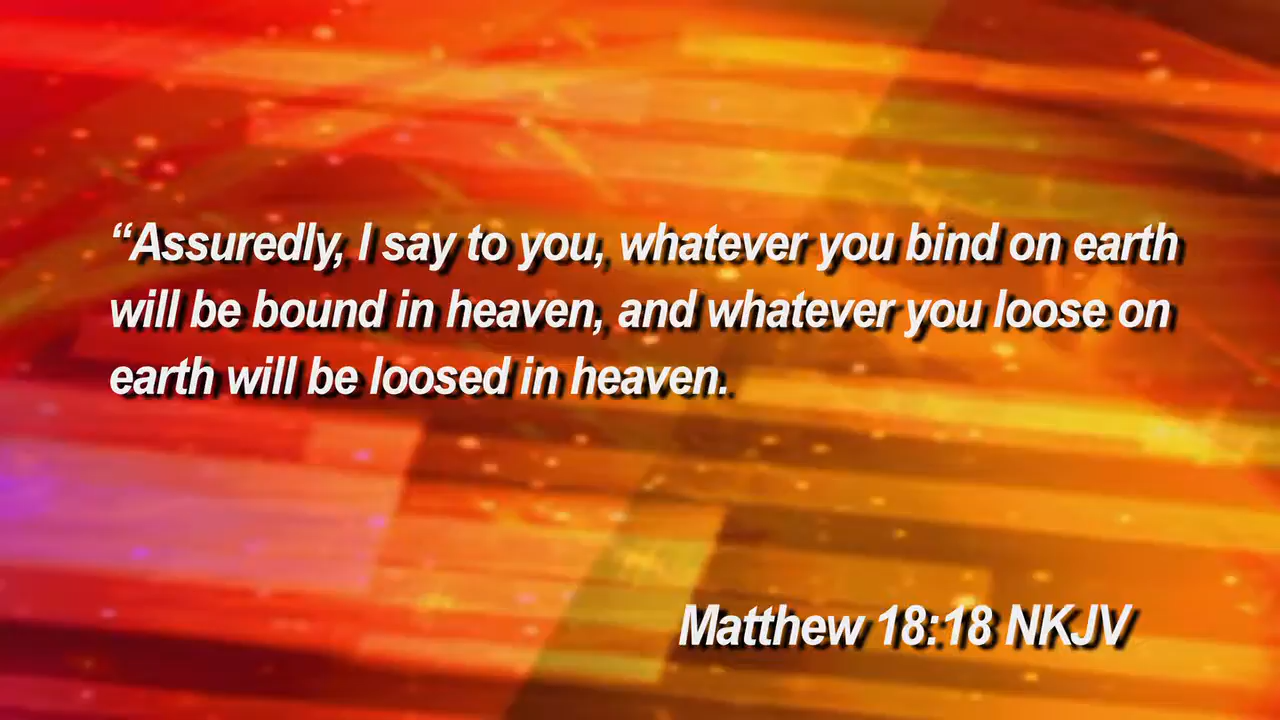 “Assuredly, I say to you, whatever you bind on earth
will be bound in heaven, and whatever you loose on
earth will be loosed in heaven.
Matthew 18:18 NKJV